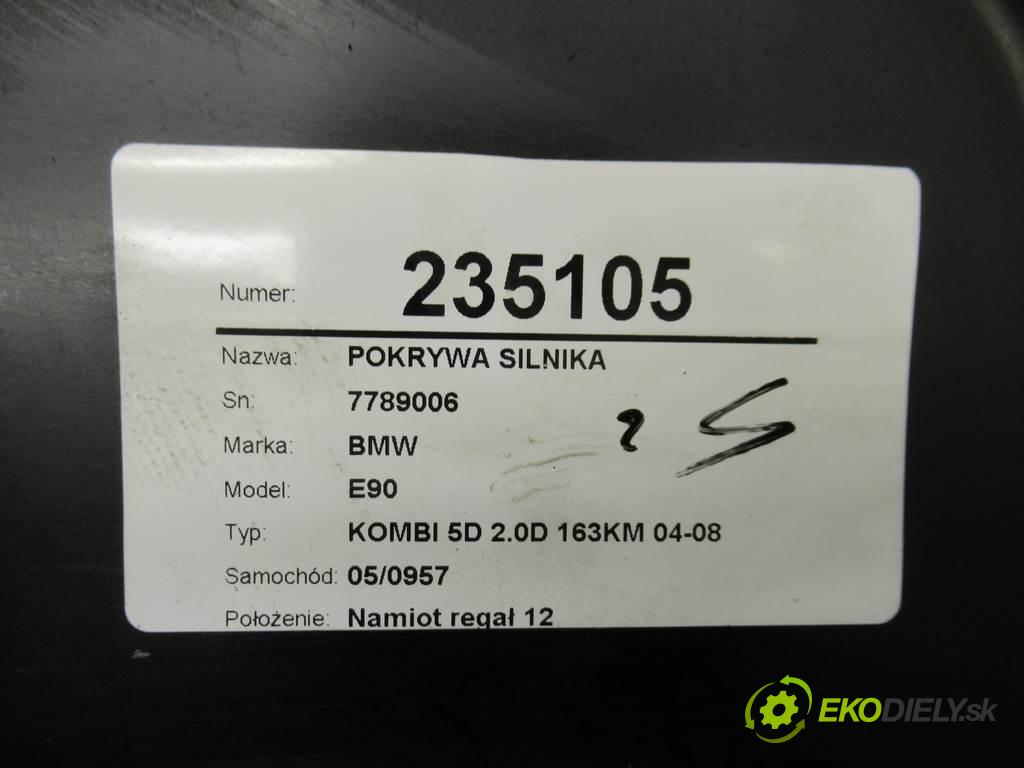 Numer: 235105
Nazwa: POKRYWA SILNIKA
Sn: 7789006
Marka: BMW
Model: E90
Typ: KOMBI 5D 2.0D 163KM 04-08
Samochód: 05/0957
Położenie: Namiot regał 12
EKODIELY.sk